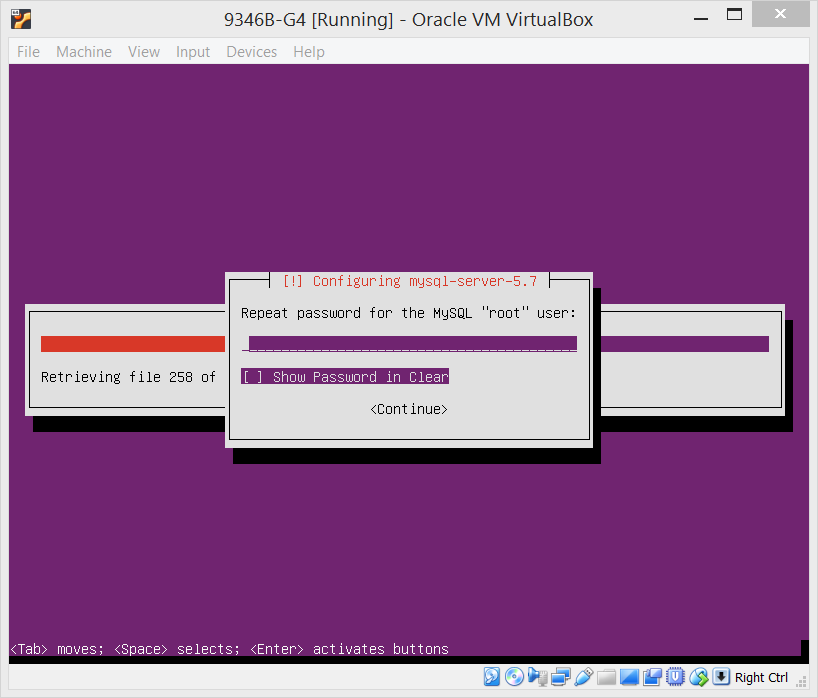 9346B-G4 [Running] - Oracle VM VirtualBox
File Machine View Input Devices Help
[!] Configuring mysql-server-5.7
Repeat password for the MySQL "root" user:
Retrieving file 258 of
[ ] Show Password in Clear
<Continue>
<Tab> moves; <Space> selects; <Enter> activates buttons
Right Ctrl